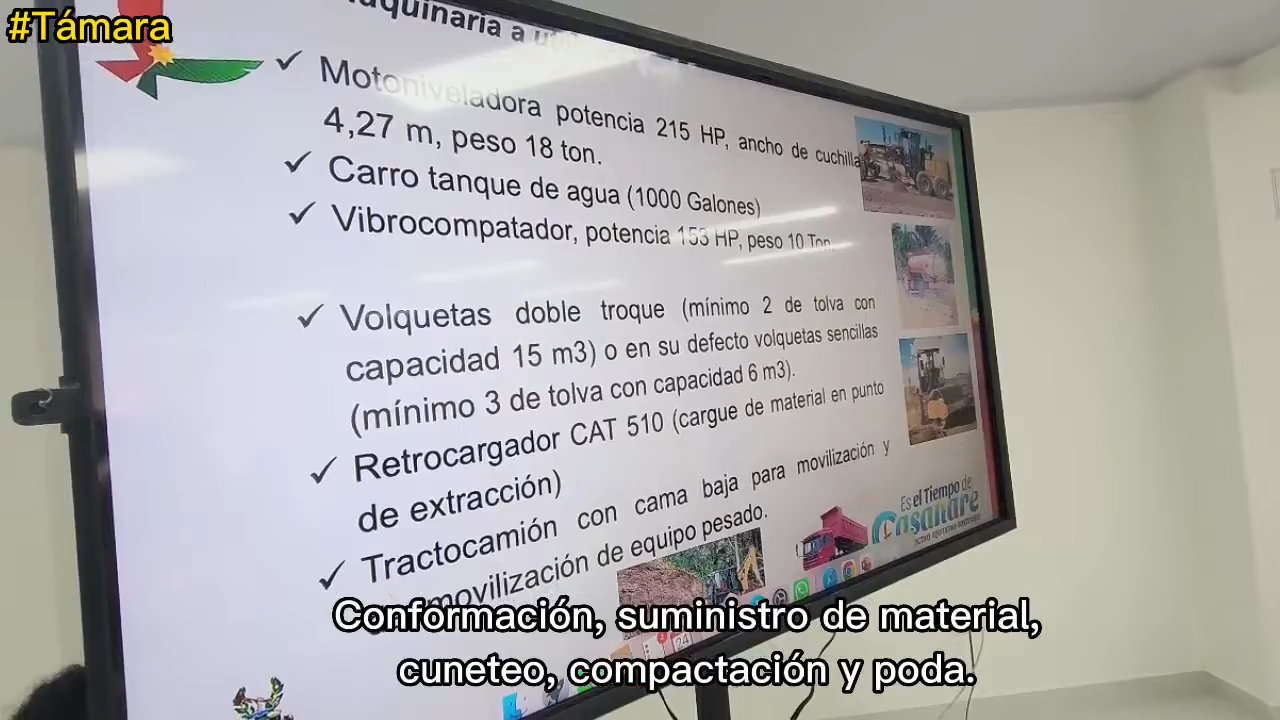 #Támara
Maquinaria a
✓ Motoniveladora potencia 215 HP, ancho de cuchilla
4,27 m, peso 18 ton.
✓ Carro tanque de agua (1000 Galones)
✓ Vibrocompatador, potencia 153 HP, peso 10 Ton.
✓ Volquetas doble troque (mínimo 2 de tolva con
capacidad 15 m3) o en su defecto volquetas sencillas
(mínimo 3 de tolva con capacidad 6 m3).
✓ Retrocargador CAT 510 (cargue de material en punto
de extracción)
✓ Tractocamión con cama baja para movilización y
movilización de equipo pesado.
Es el Tiempo de
Casanare
24
Conformación, suministro de material,
cuneteo, compactación y poda.